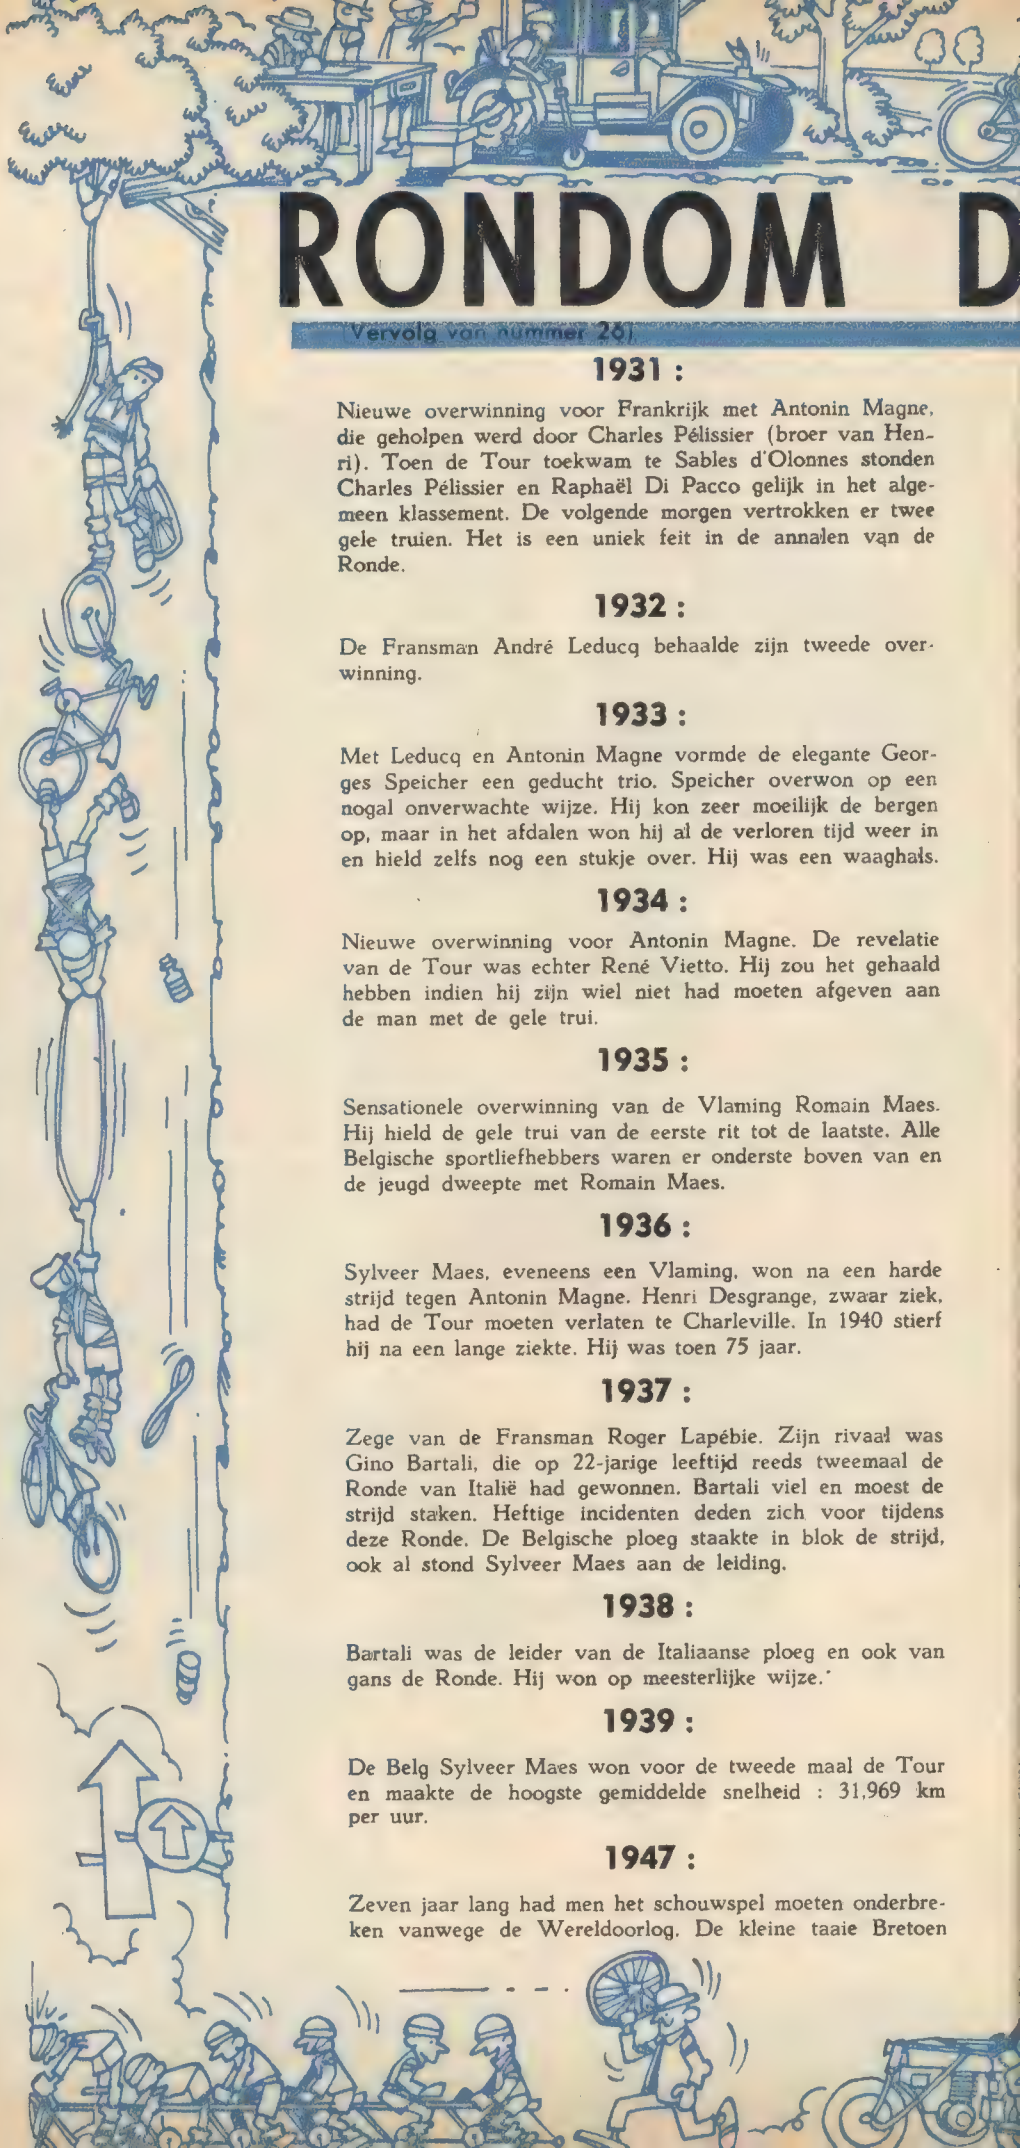 RONDOM D
Vervolg van nummer 26)
1931 :
Nieuwe overwinning voor Frankrijk met Antonin Magne,
die geholpen werd door Charles Pélissier (broer van Hen-
ri). Toen de Tour toekwam te Sables d'Olonnes stonden
Charles Pélissier en Raphaël Di Pacco gelijk in het alge-
meen klassement. De volgende morgen vertrokken er twee
gele truien. Het is een uniek feit in de annalen van de
Ronde.
1932 :
De Fransman André Leducq behaalde zijn tweede over-
winning.
1933 :
Met Leducq en Antonin Magne vormde de elegante Geor-
ges Speicher een geducht trio. Speicher overwon op een
nogal onverwachte wijze. Hij kon zeer moeilijk de bergen
op, maar in het afdalen won hij al de verloren tijd weer in
en hield zelfs nog een stukje over. Hij was een waaghals.
1934 :
Nieuwe overwinning voor Antonin Magne. De revelatie
van de Tour was echter René Vietto. Hij zou het gehaald
hebben indien hij zijn wiel niet had moeten afgeven aan
de man met de gele trui.
1935 :
Sensationele overwinning van de Vlaming Romain Maes.
Hij hield de gele trui van de eerste rit tot de laatste. Alle
Belgische sportliefhebbers waren er onderste boven van en
de jeugd dweepte met Romain Maes.
1936 :
Sylveer Maes, eveneens een Vlaming, won na een harde
strijd tegen Antonin Magne. Henri Desgrange, zwaar ziek,
had de Tour moeten verlaten te Charleville. In 1940 stierf
hij na een lange ziekte. Hij was toen 75 jaar.
1937 :
Zege van de Fransman Roger Lapébie. Zijn rivaal was
Gino Bartali, die op 22-jarige leeftijd reeds tweemaal de
Ronde van Italië had gewonnen. Bartali viel en moest de
strijd staken. Heftige incidenten deden zich voor tijdens
deze Ronde. De Belgische ploeg staakte in blok de strijd,
ook al stond Sylveer Maes aan de leiding.
1938 :
Bartali was de leider van de Italiaanse ploeg en ook van
gans de Ronde. Hij won op meesterlijke wijze.
1939 :
De Belg Sylveer Maes won voor de tweede maal de Tour
en maakte de hoogste gemiddelde snelheid : 31,969 km
per uur.
1947 :
Zeven jaar lang had men het schouwspel moeten onderbre-
ken vanwege de Wereldoorlog. De kleine taaie Bretoen